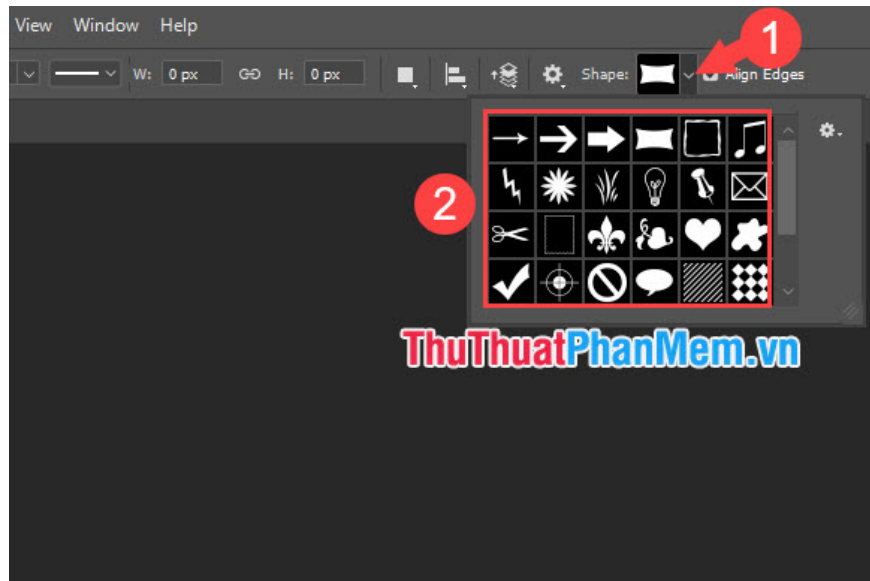 View Window Help
1
W: 0 px H: 0 px Shape: Align Edges
2
ThuThuatPhanMem.vn